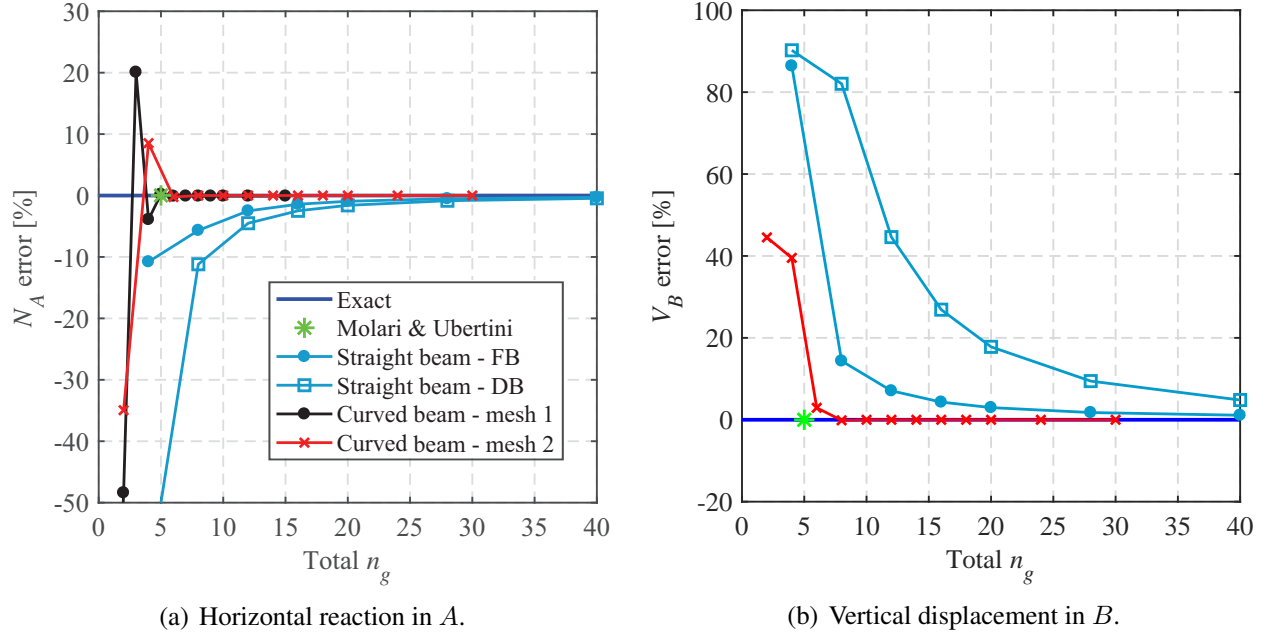 30
20
10
0
-10
-20
-30
-40
-50
N_A error [%]
0 5 10 15 20 25 30 35 40
Total n_g
Exact
Molari & Ubertini
Straight beam - FB
Straight beam - DB
Curved beam - mesh 1
Curved beam - mesh 2
(a) Horizontal reaction in A.
100
80
60
40
20
0
-20
V_B error [%]
0 5 10 15 20 25 30 35 40
Total n_g
(b) Vertical displacement in B.